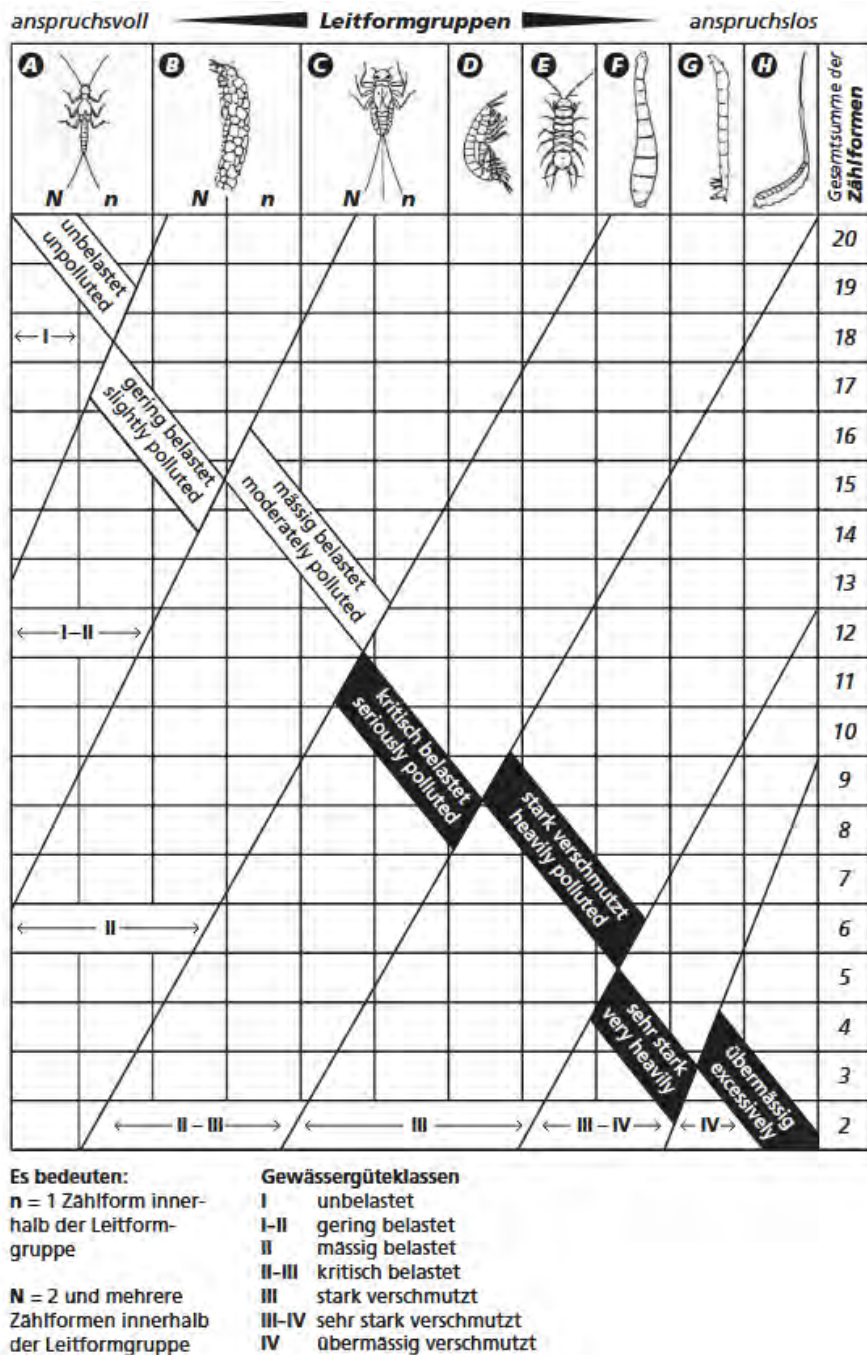 anspruchsvoll Leitformgruppen anspruchslos
A B C D E F G H
Gesamtsumme der
Zählformen
N n N n N n
20
19
18
17
16
15
14
13
12
11
10
9
8
7
6
5
4
3
2
unbelastet
unpolluted
I
gering belastet
slightly polluted
mässig belastet
moderately polluted
I–II
kritisch belastet
seriously polluted
stark verschmutzt
heavily polluted
II
sehr stark
very heavily
übermässig
excessively
II – III
III
III – IV
IV
Es bedeuten:
n = 1 Zählform inner-
halb der Leitform-
gruppe
N = 2 und mehrere
Zählformen innerhalb
der Leitformgruppe
Gewässergüteklassen
I unbelastet
I–II gering belastet
II mässig belastet
II–III kritisch belastet
III stark verschmutzt
III–IV sehr stark verschmutzt
IV übermässig verschmutzt